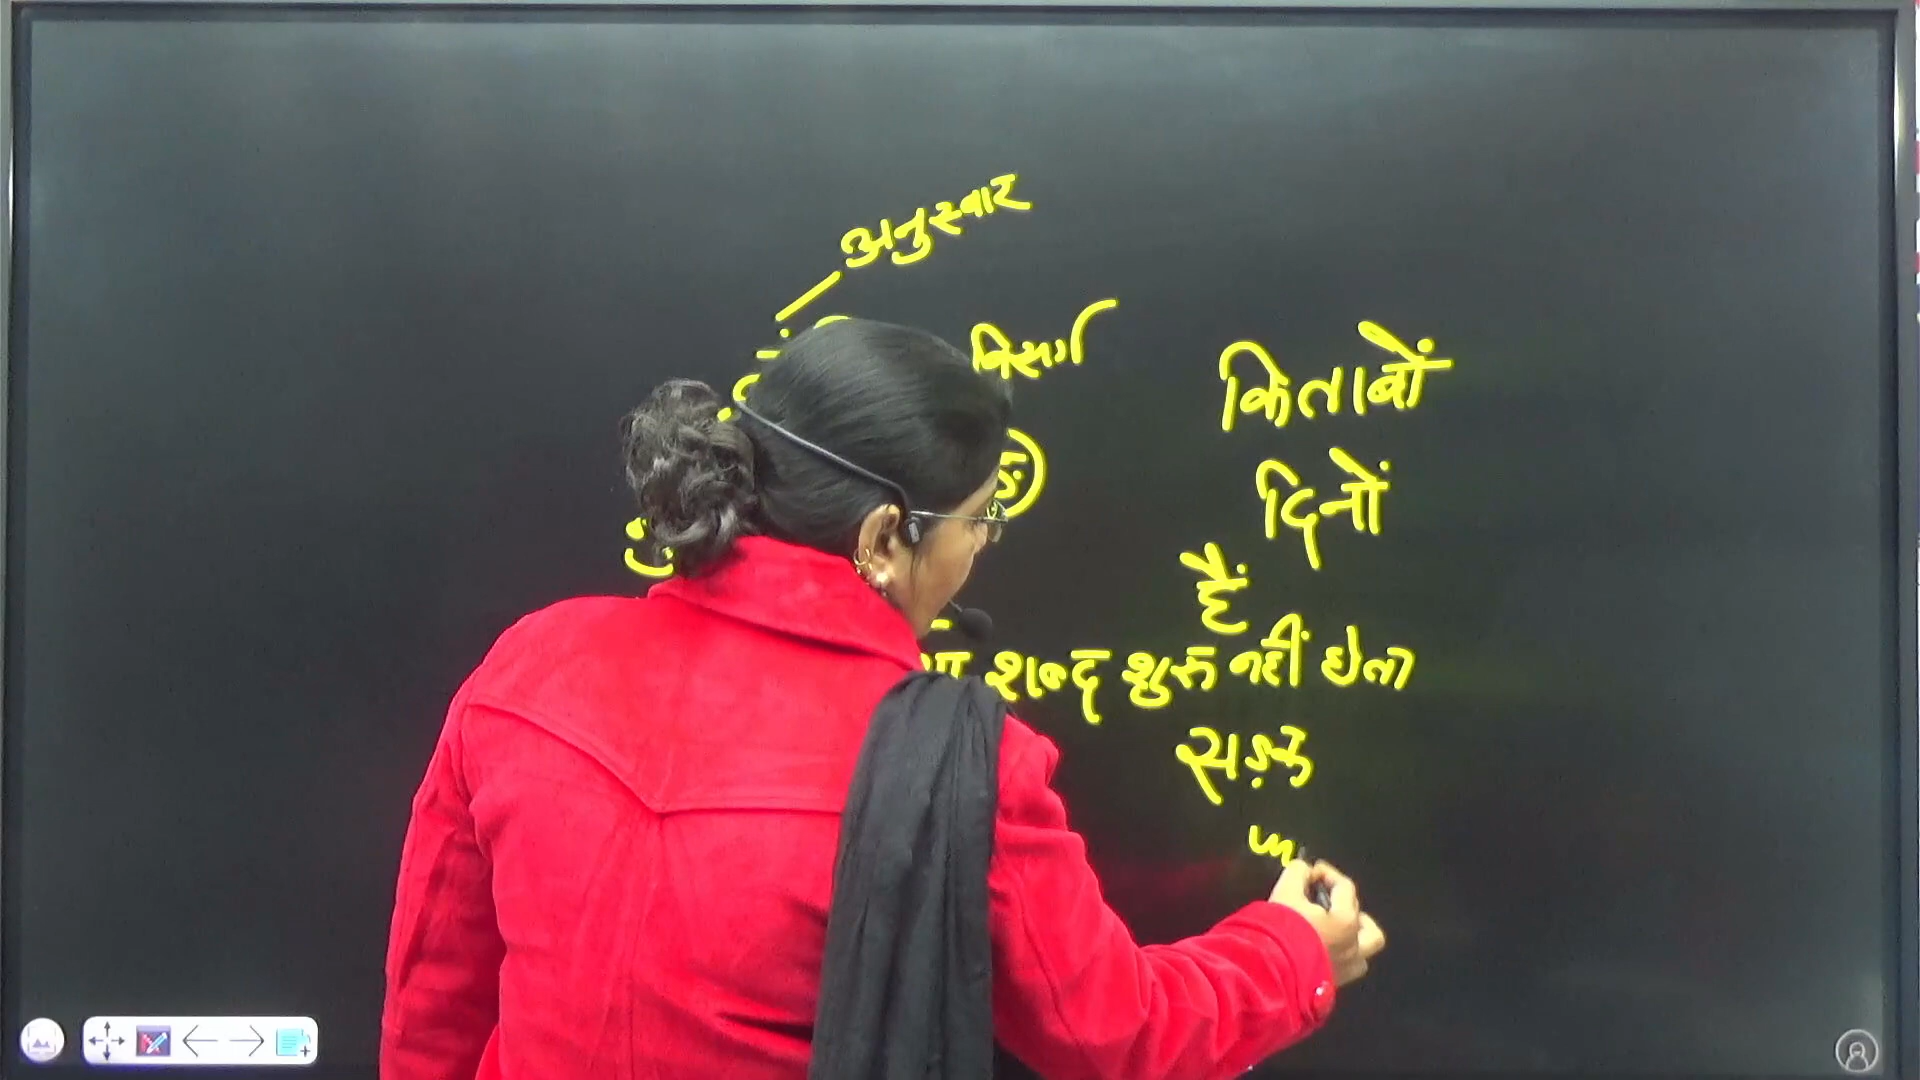 अनुस्वार
विसर्ग
किताबों
दिनों
हैं
शब्द शुरू नहीं होता
सड़क